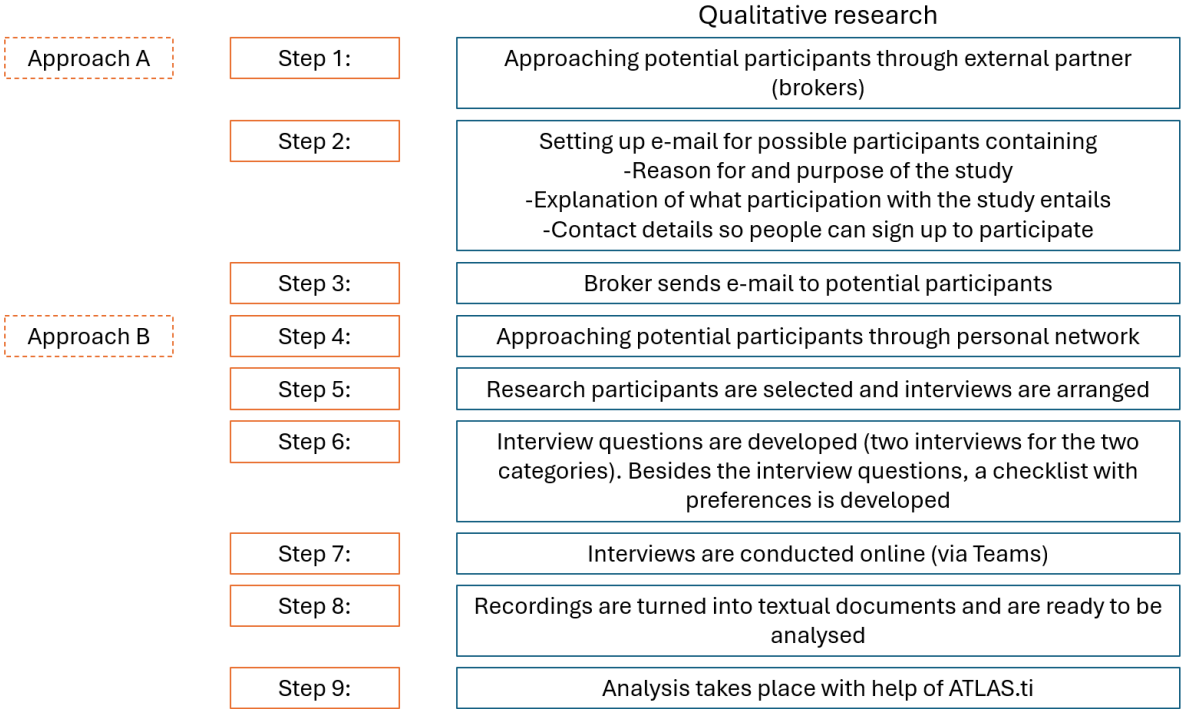 Qualitative research
Approach A
Step 1:
Approaching potential participants through external partner
(brokers)
Step 2:
Setting up e-mail for possible participants containing
-Reason for and purpose of the study
-Explanation of what participation with the study entails
-Contact details so people can sign up to participate
Step 3:
Broker sends e-mail to potential participants
Approach B
Step 4:
Approaching potential participants through personal network
Step 5:
Research participants are selected and interviews are arranged
Step 6:
Interview questions are developed (two interviews for the two
categories). Besides the interview questions, a checklist with
preferences is developed
Step 7:
Interviews are conducted online (via Teams)
Step 8:
Recordings are turned into textual documents and are ready to be
analysed
Step 9:
Analysis takes place with help of ATLAS.ti